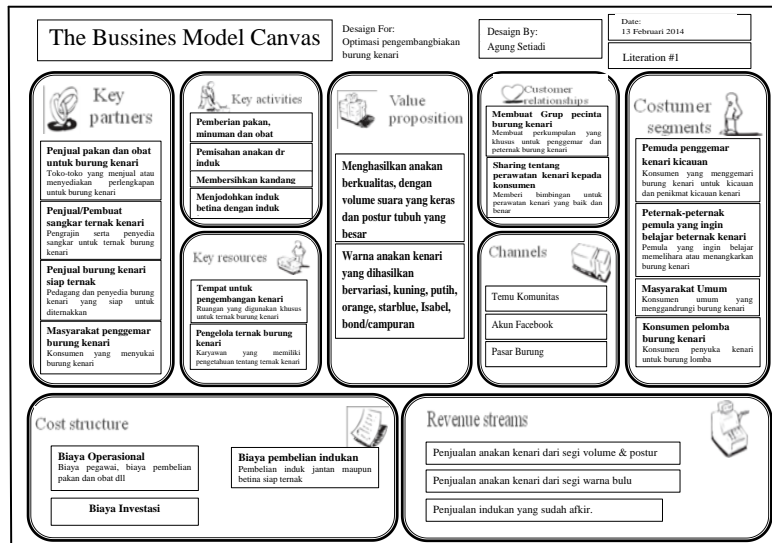 The Bussines Model Canvas
Desaign For:
Optimasi pengembangbiakan
burung kenari
Desaign By:
Agung Setiadi
Date:
13 Februari 2014
Literation #1
Key
partners
Penjual pakan dan obat
untuk burung kenari
Toko-toko yang menjual atau
menyediakan perlengkapan
untuk burung kenari
Penjual/Pembuat
sangkar ternak kenari
Pengrajin serta penyedia
sangkar untuk ternak burung
kenari
Penjual burung kenari
siap ternak
Pedagang dan penyedia burung
kenari yang siap untuk
diternakkan
Masyarakat penggemar
burung kenari
Konsumen yang menyukai
burung kenari
Key activities
Pemberian pakan,
minuman dan obat
Pemisahan anakan dr
induk
Membersihkan kandang
Menjodohkan induk
betina dengan induk
Key resources
Tempat untuk
pengembangan kenari
Ruangan yang digunakan khusus
untuk ternak burung kenari
Pengelola ternak burung
kenari
Karyawan yang memiliki
pengetahuan tentang ternak kenari
Value
proposition
Menghasilkan anakan
berkualitas, dengan
volume suara yang keras
dan postur tubuh yang
besar
Warna anakan kenari
yang dihasilkan
bervariasi, kuning, putih,
orange, starblue, Isabel,
bond/campuran
Customer
relationships
Membuat Grup pecinta
burung kenari
Membuat perkumpulan yang
khusus untuk penggemar dan
peternak burung kenari
Sharing tentang
perawatan kenari kepada
konsumen
Memberi bimbingan untuk
perawatan kenari yang baik dan
benar
Channels
Temu Komunitas
Akun Facebook
Pasar Burung
Costumer
segments
Pemuda penggemar
kenari kicauan
Konsumen yang menggemari
burung kenari untuk kicauan
dan penikmat kicauan kenari
Peternak-peternak
pemula yang ingin
belajar beternak kenari
Pemula yang ingin belajar
memelihara atau menangkarkan
burung kenari
Masyarakat Umum
Konsumen umum yang
menggandrungi burung kenari
Konsumen pelomba
burung kenari
Konsumen penyuka kenari
untuk burung lomba
Cost structure
Biaya Operasional
Biaya pegawai, biaya pembelian
pakan dan obat dll
Biaya Investasi
Biaya pembelian indukan
Pembelian induk jantan maupun
betina siap ternak
Revenue streams
Penjualan anakan kenari dari segi volume & postur
Penjualan anakan kenari dari segi warna bulu
Penjualan indukan yang sudah afkir.